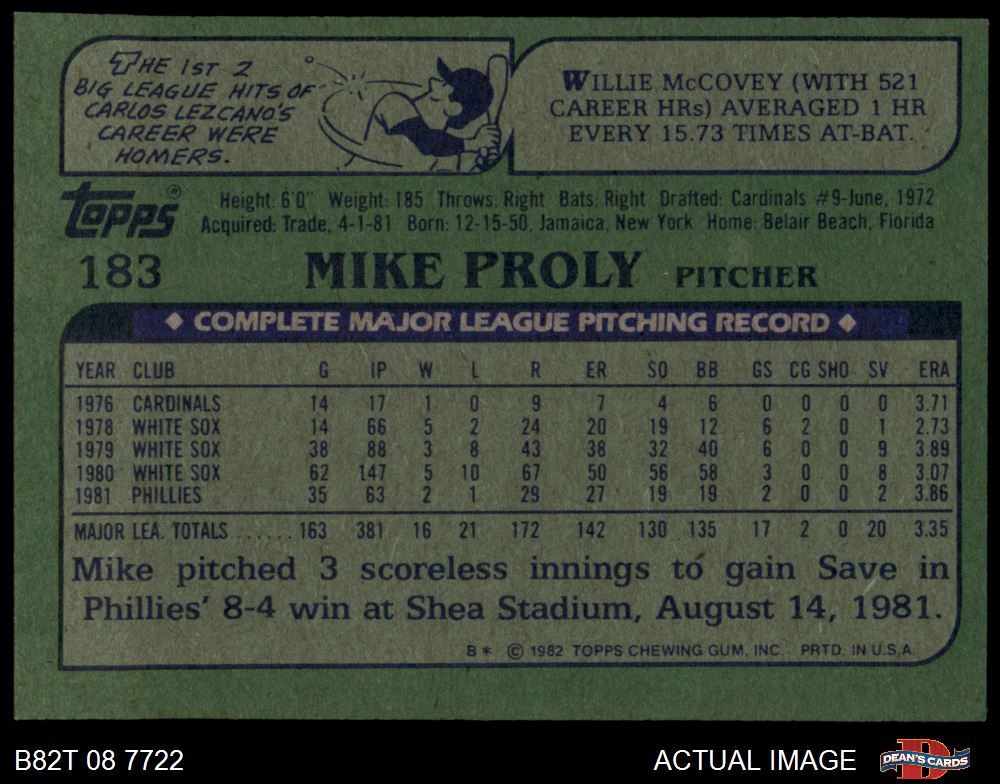 THE 1ST 2
BIG LEAGUE HITS OF
CARLOS LEZCANO'S
CAREER WERE
HOMERS.
WILLIE McCOVEY (WITH 521
CAREER HRs) AVERAGED 1 HR
EVERY 15.73 TIMES AT-BAT.
topps®
Height: 6'0" Weight: 185 Throws: Right Bats: Right Drafted: Cardinals #9-June, 1972
Acquired: Trade, 4-1-81 Born: 12-15-50, Jamaica, New York Home: Belair Beach, Florida
183 MIKE PROLY PITCHER
◆ COMPLETE MAJOR LEAGUE PITCHING RECORD ◆
YEAR CLUB G IP W L R ER SO BB GS CG SHO SV ERA
1976 CARDINALS 14 17 1 0 9 7 4 6 0 0 0 0 3.71
1978 WHITE SOX 14 66 5 2 24 20 19 12 6 2 0 1 2.73
1979 WHITE SOX 38 88 3 8 43 38 32 40 6 0 0 9 3.89
1980 WHITE SOX 62 147 5 10 67 50 56 58 3 0 0 8 3.07
1981 PHILLIES 35 63 2 1 29 27 19 19 2 0 0 2 3.86
MAJOR LEA. TOTALS ...... 163 381 16 21 172 142 130 135 17 2 0 20 3.35
Mike pitched 3 scoreless innings to gain Save in
Phillies' 8-4 win at Shea Stadium, August 14, 1981.
B* © 1982 TOPPS CHEWING GUM, INC. PRTD. IN U.S.A.
B82T 08 7722 ACTUAL IMAGE D DEAN'S CARDS